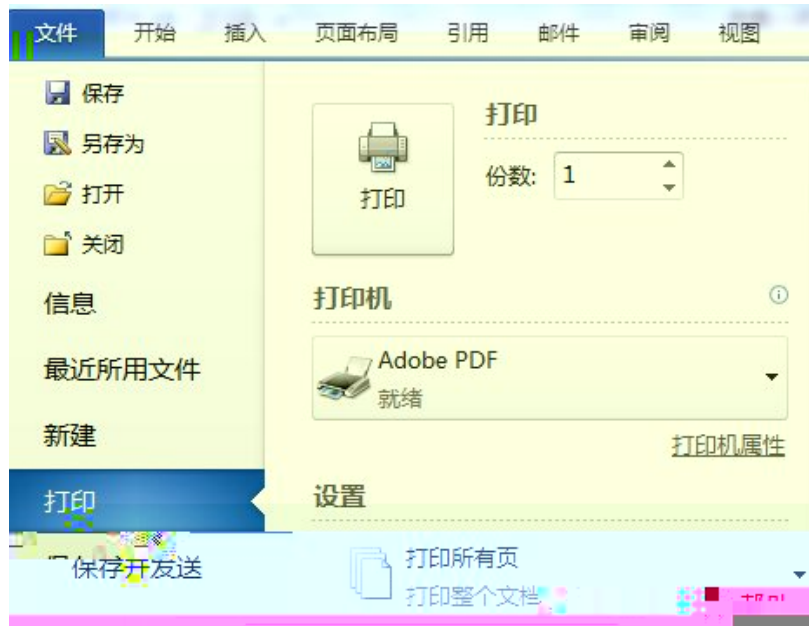 文件 开始 插入 页面布局 引用 邮件 审阅 视图
保存
另存为
打开
关闭
信息
最近所用文件
新建
打印
保存并发送
打印
打印
份数: 1
打印机
Adobe PDF
就绪
打印机属性
设置
打印所有页
打印整个文档